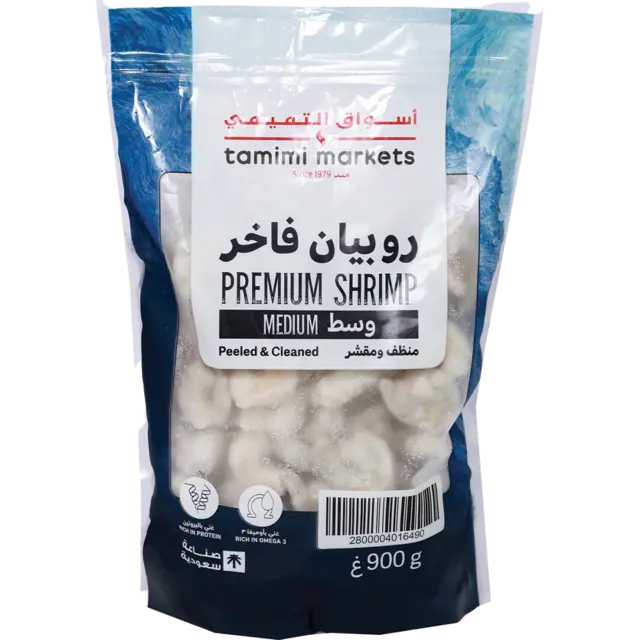 أسواق التميمي
tamimi markets
Since 1979 منذ
روبيان فاخر
PREMIUM SHRIMP
MEDIUM وسط
Peeled & Cleaned منظف ومقشر
غني بالبروتين
RICH IN PROTEIN
غني بأوميغا ٣
RICH IN OMEGA 3
صناعة
سعودية
2800004016490
900 g غ